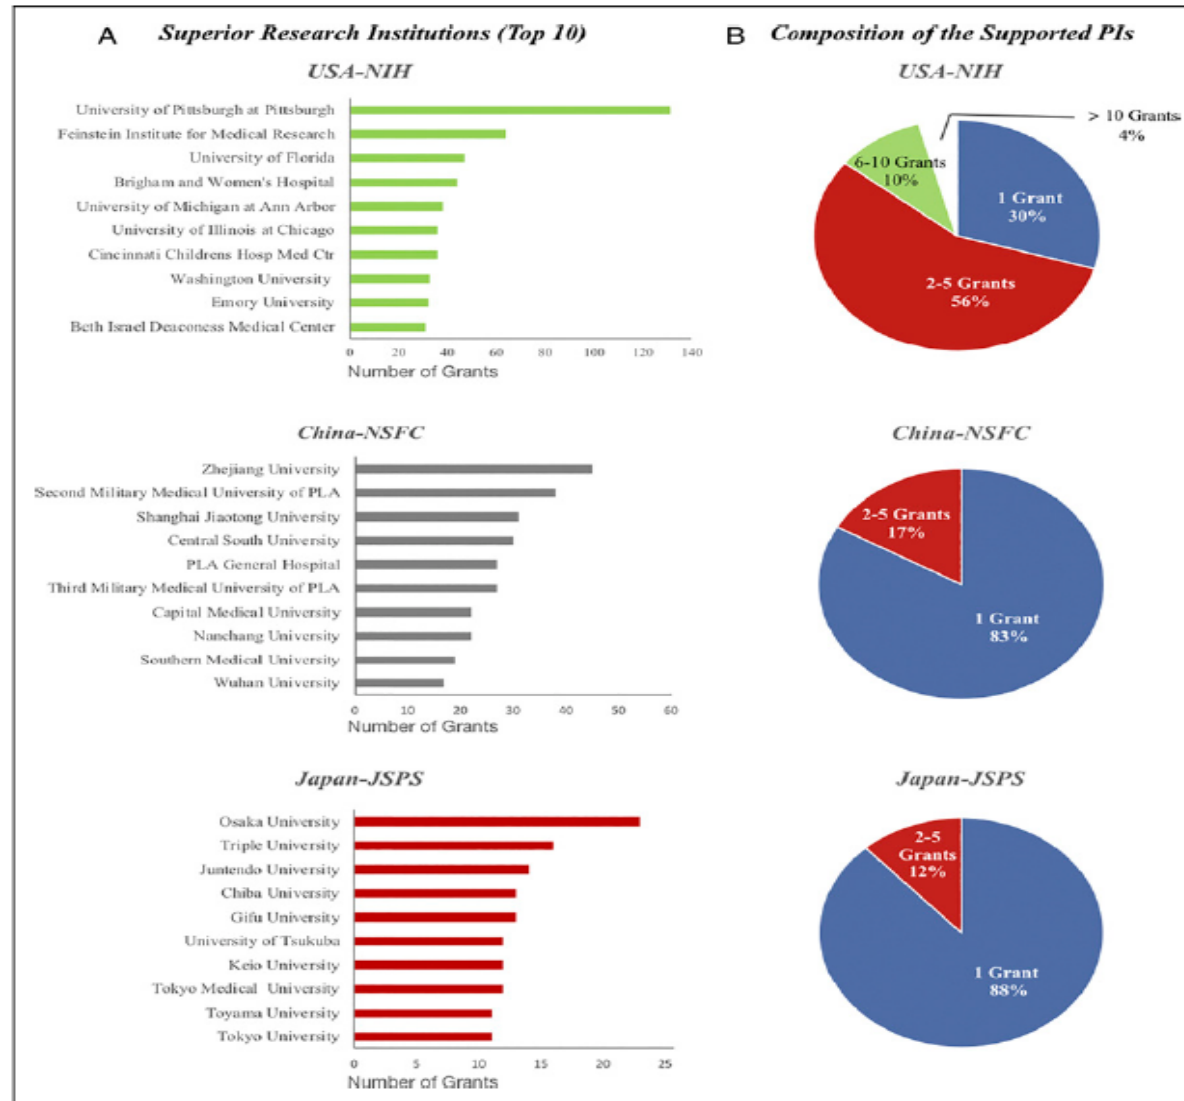 A Superior Research Institutions (Top 10)
USA-NIH
University of Pittsburgh at Pittsburgh
Feinstein Institute for Medical Research
University of Florida
Brigham and Women's Hospital
University of Michigan at Ann Arbor
University of Illinois at Chicago
Cincinnati Childrens Hosp Med Ctr
Washington University
Emory University
Beth Israel Deaconess Medical Center
0 20 40 60 80 100 120 140
Number of Grants
China-NSFC
Zhejiang University
Second Military Medical University of PLA
Shanghai Jiaotong University
Central South University
PLA General Hospital
Third Military Medical University of PLA
Capital Medical University
Nanchang University
Southern Medical University
Wuhan University
0 10 20 30 40 50 60
Number of Grants
Japan-JSPS
Osaka University
Triple University
Juntendo University
Chiba University
Gifu University
University of Tsukuba
Keio University
Tokyo Medical University
Toyama University
Tokyo University
0 5 10 16 20 25
Number of Grants
B Composition of the Supported PIs
USA-NIH
> 10 Grants
4%
6-10 Grants
10%
1 Grant
30%
2-5 Grants
56%
China-NSFC
2-5 Grants
17%
1 Grant
83%
Japan-JSPS
2-5
Grants
12%
1 Grant
88%